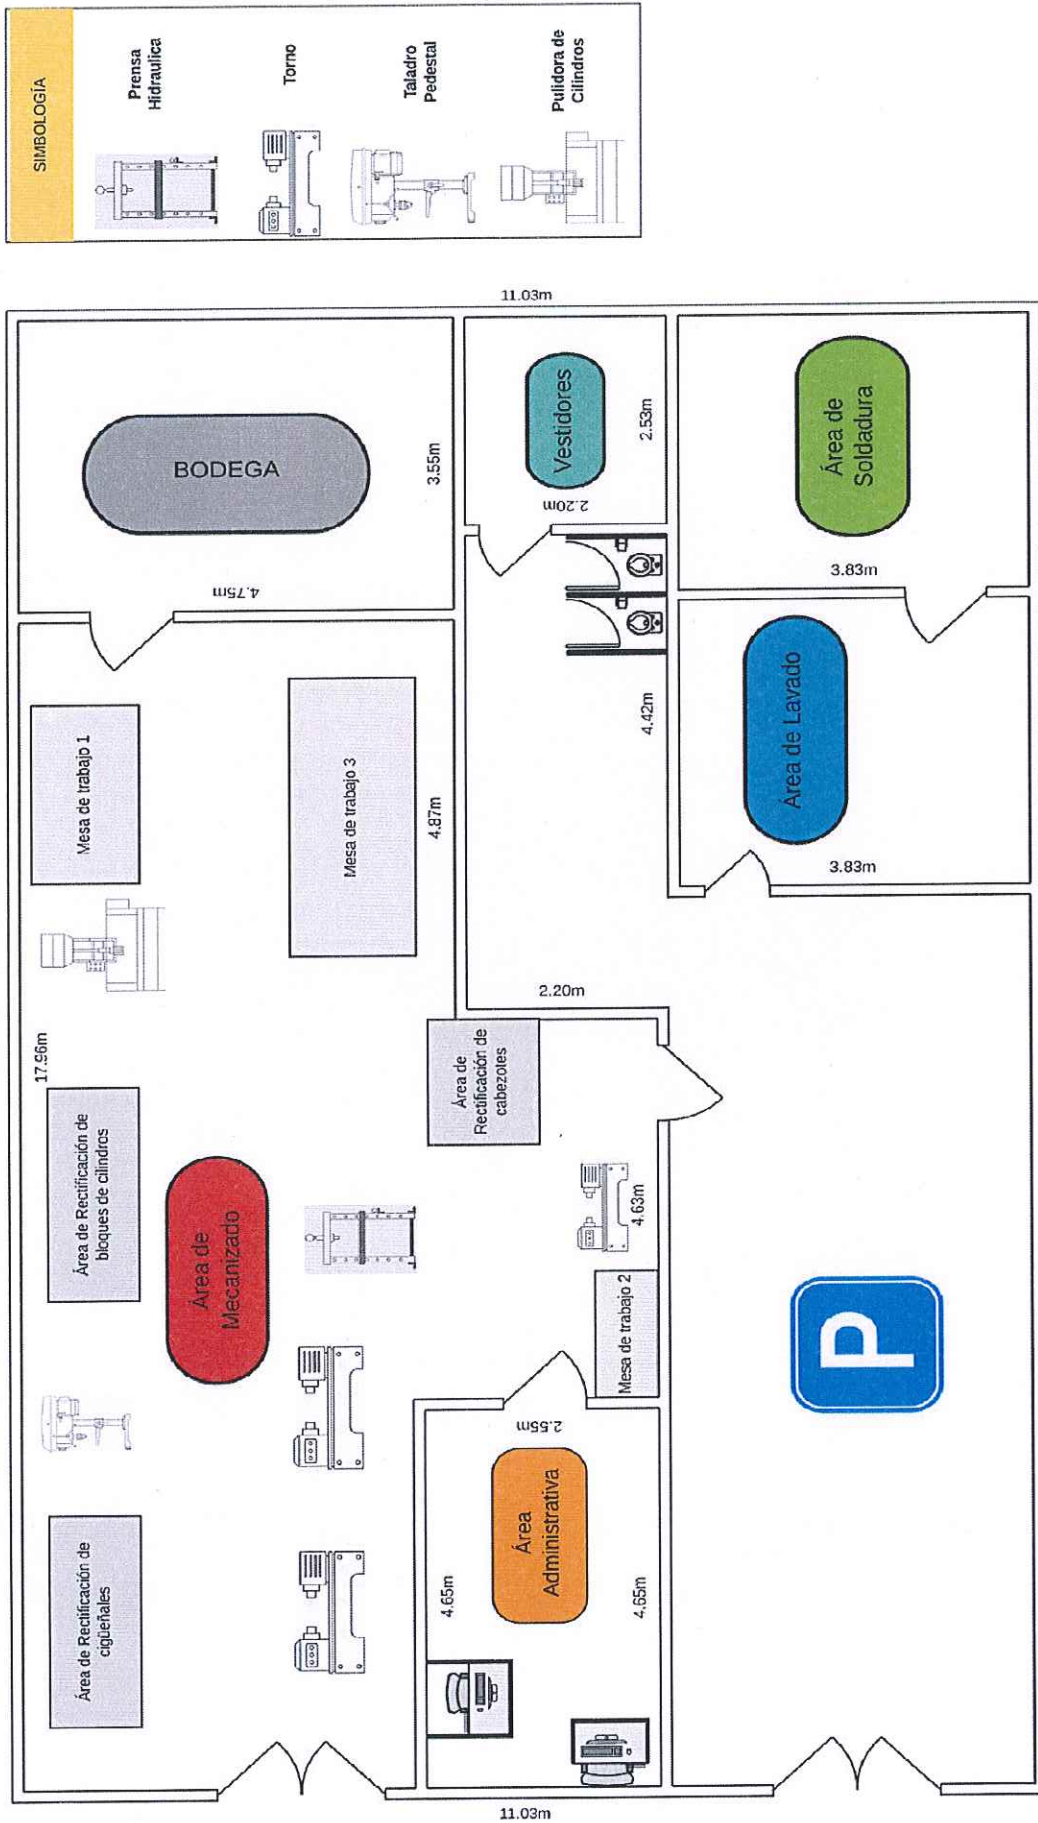 SIMBOLOGÍA
Prensa
Hidraulica
Torno
Taladro
Pedestal
Pulidora de
Cilindros
11.03m
BODEGA
3.55m
4.75m
Vestidores
2.53m
2.20m
Área de
Soldadura
3.83m
Mesa de trabajo 1
Mesa de trabajo 3
4.87m
4.42m
Área de Lavado
3.83m
17.96m
2.20m
Área de
Rectificación de
cabezotes
Área de Rectificación de
bloques de cilindros
Área de
Mecanizado
4.63m
Mesa de trabajo 2
P
2.55m
Área
Administrativa
4.65m
4.65m
Área de Rectificación de
cigüeñales
11.03m